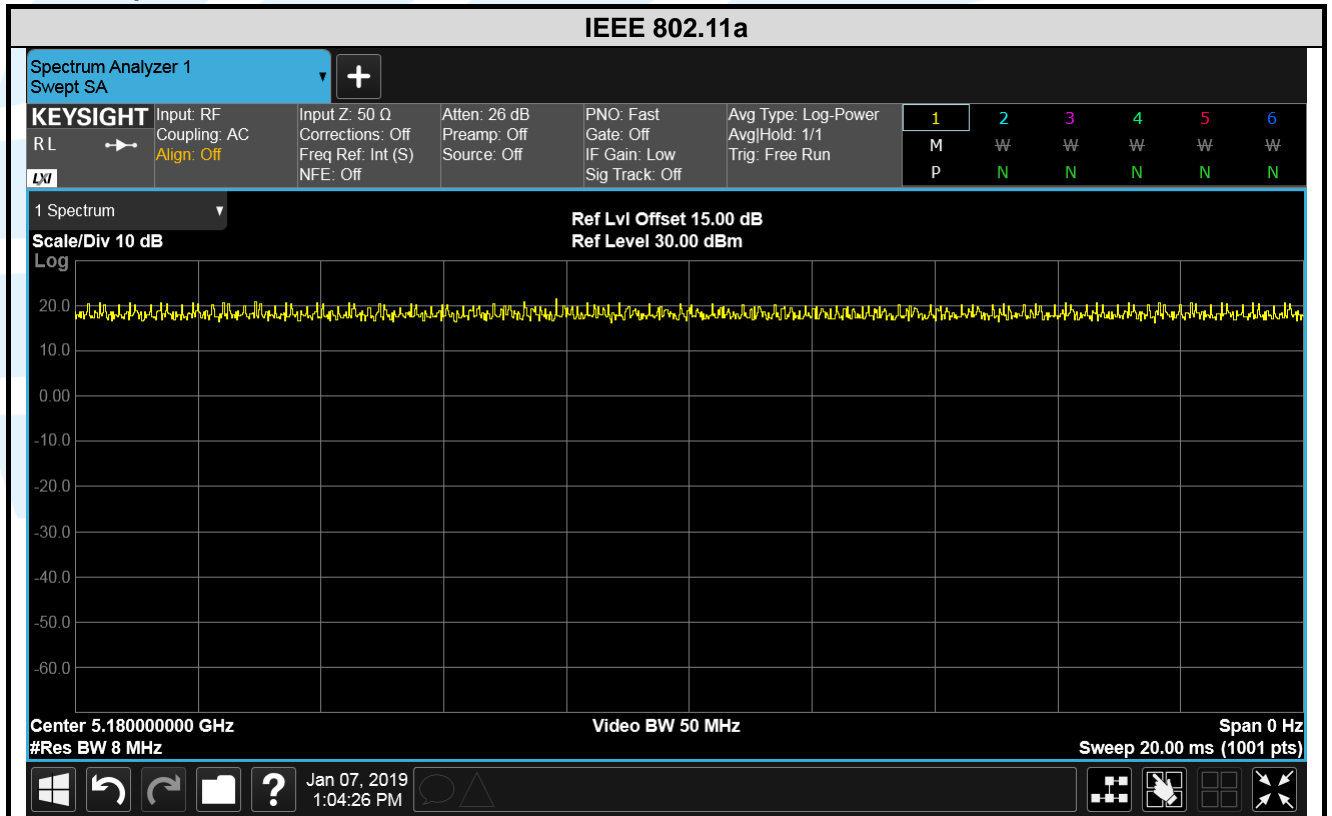 IEEE 802.11a
Spectrum Analyzer 1
Swept SA
KEYSIGHT
RL
LXI
Input: RF
Coupling: AC
Align: Off
Input Z: 50 Ω
Corrections: Off
Freq Ref: Int (S)
NFE: Off
Atten: 26 dB
Preamp: Off
Source: Off
PNO: Fast
Gate: Off
IF Gain: Low
Sig Track: Off
Avg Type: Log-Power
Avg|Hold: 1/1
Trig: Free Run
1 2 3 4 5 6
M W W W W W
P N N N N N
1 Spectrum
Ref Lvl Offset 15.00 dB
Scale/Div 10 dB
Ref Level 30.00 dBm
Log
20.0
10.0
0.00
-10.0
-20.0
-30.0
-40.0
-50.0
-60.0
Center 5.180000000 GHz
Video BW 50 MHz
Span 0 Hz
#Res BW 8 MHz
Sweep 20.00 ms (1001 pts)
?
Jan 07, 2019
1:04:26 PM